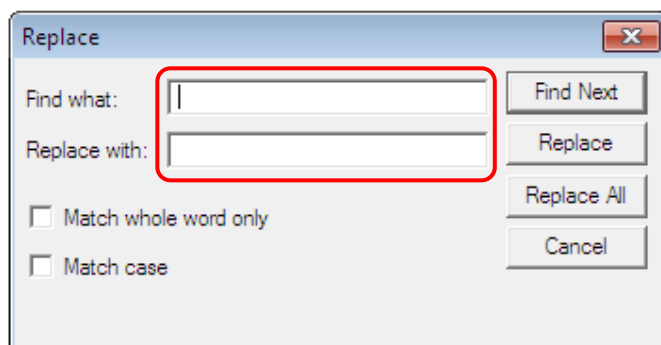 Replace
Find what:
Find Next
Replace with:
Replace
Replace All
Match whole word only
Cancel
Match case